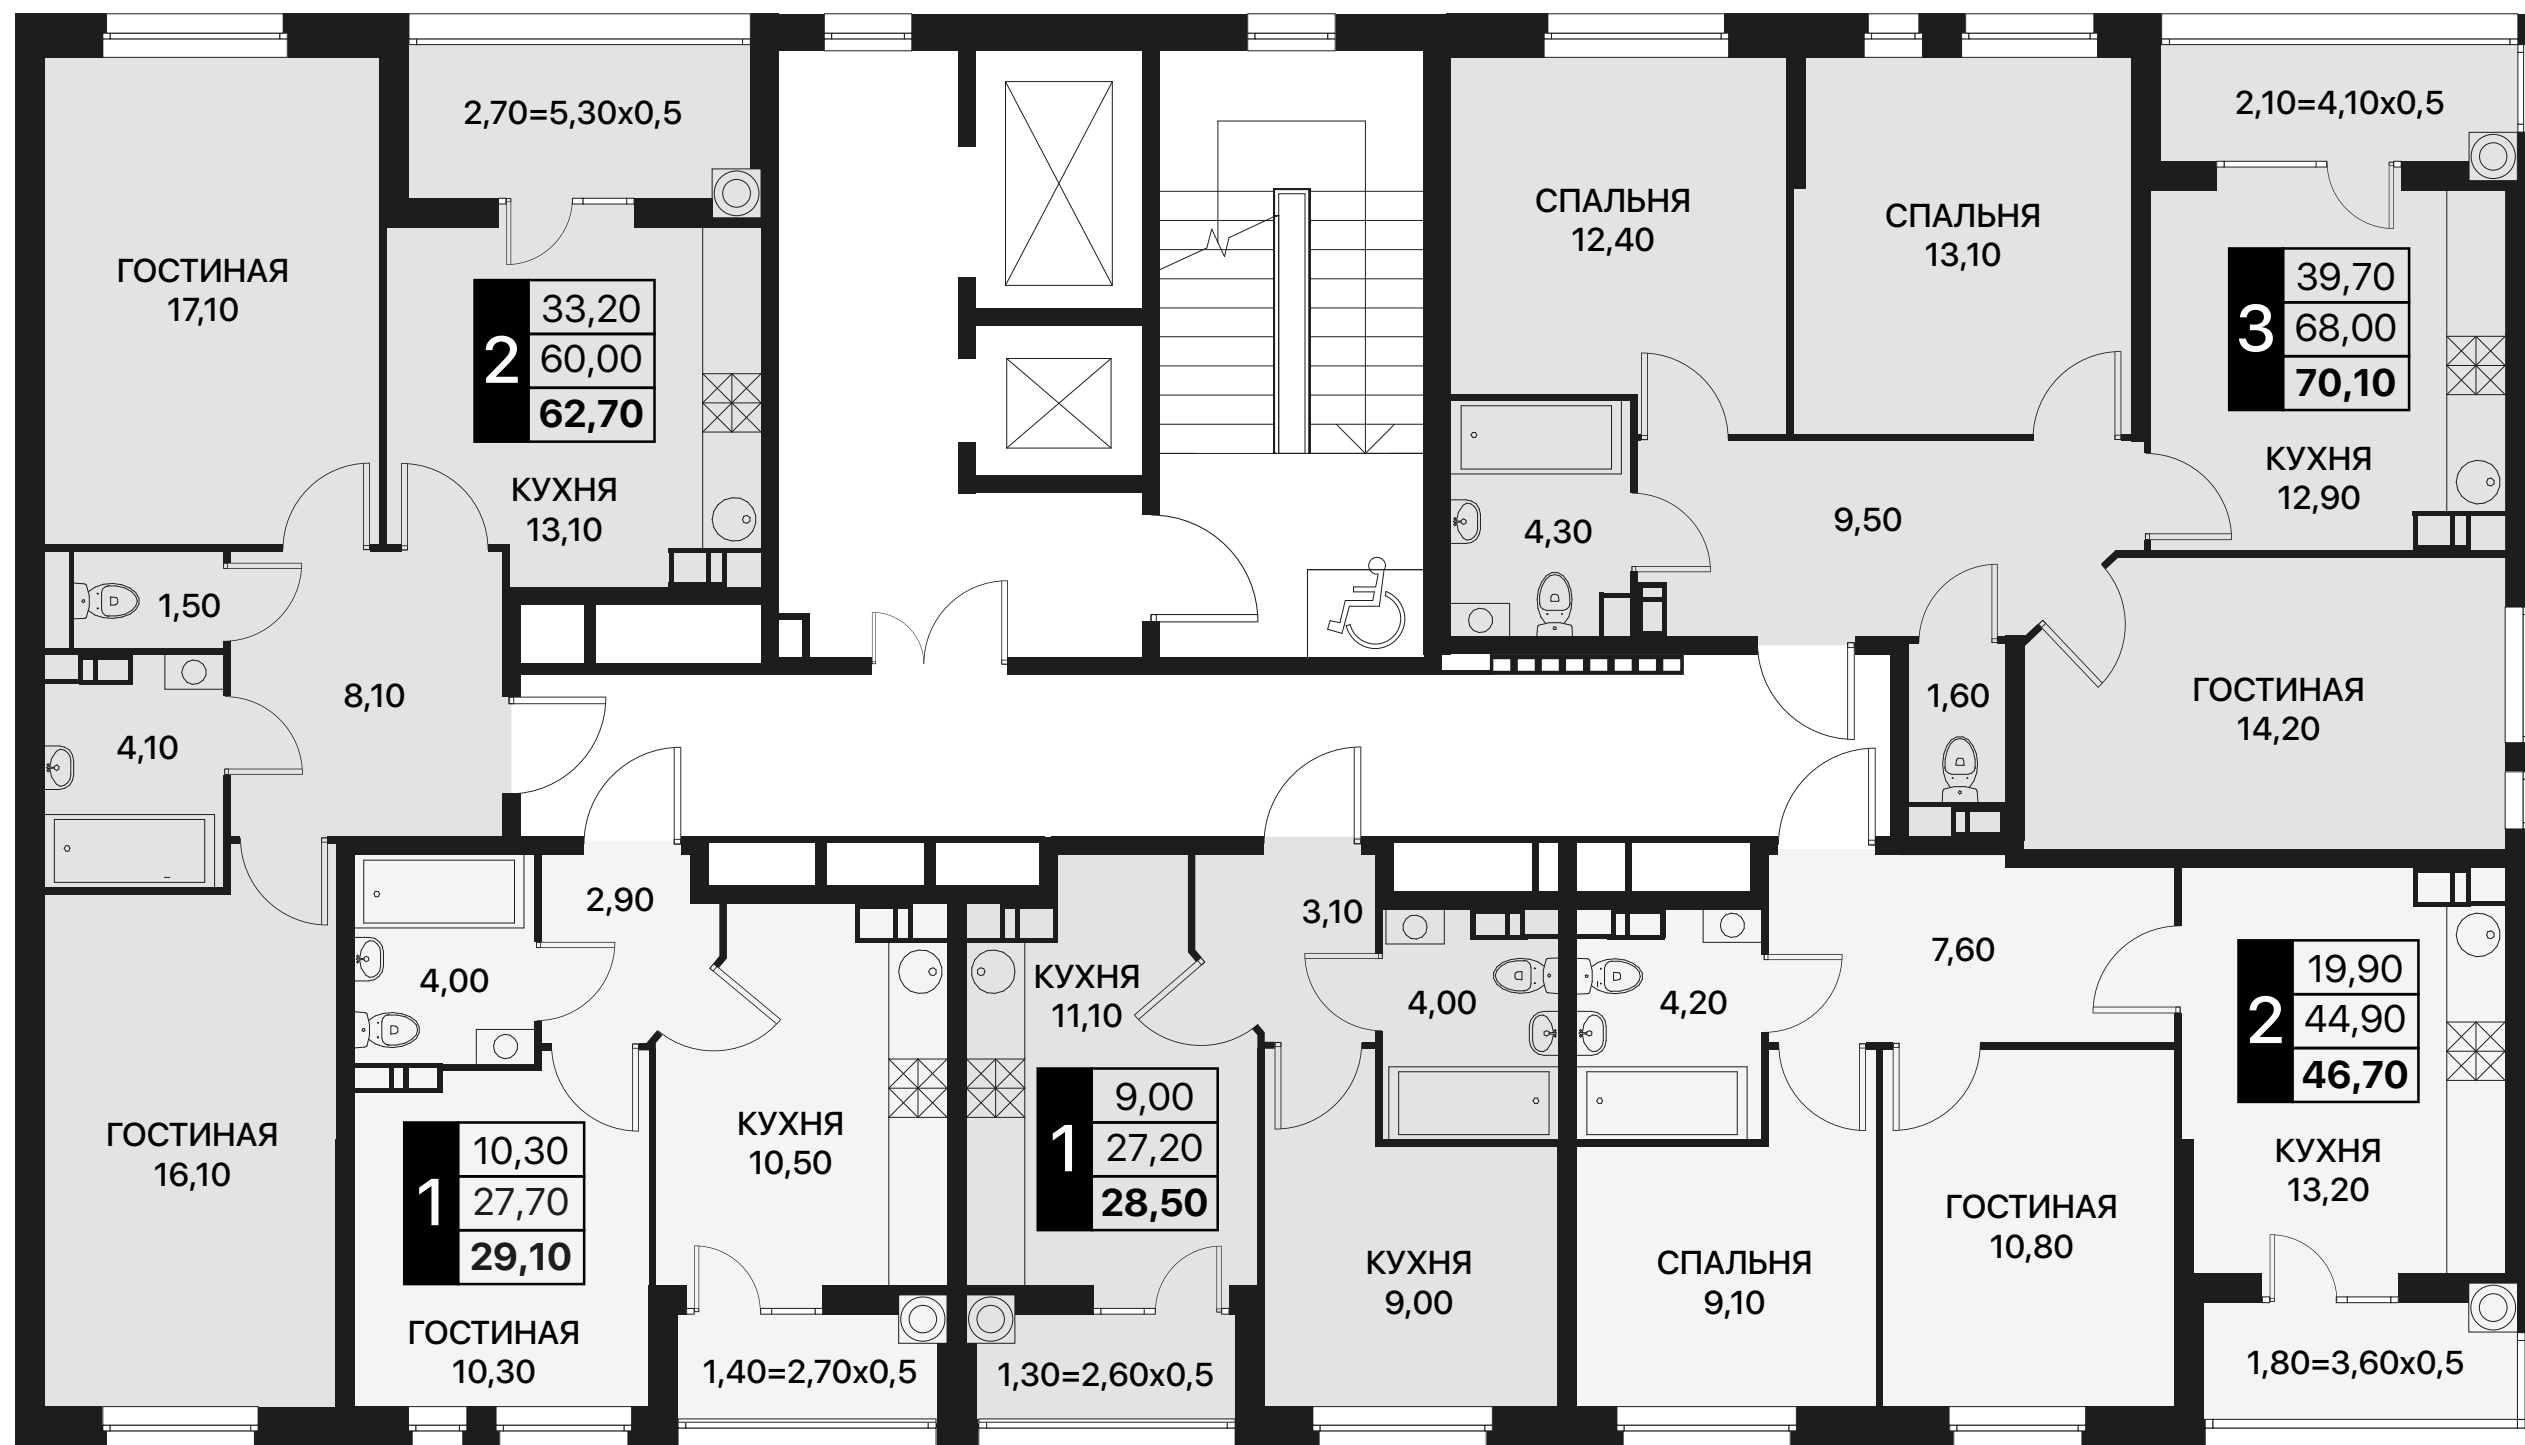 2,70=5,30x0,5
2,10=4,10x0,5
ГОСТИНАЯ
17,10
2
33,20
60,00
62,70
КУХНЯ
13,10
СПАЛЬНЯ
12,40
СПАЛЬНЯ
13,10
3
39,70
68,00
70,10
КУХНЯ
12,90
1,50
8,10
4,10
4,30
9,50
1,60
ГОСТИНАЯ
14,20
ГОСТИНАЯ
16,10
2,90
4,00
1
10,30
27,70
29,10
ГОСТИНАЯ
10,30
КУХНЯ
10,50
1,40=2,70x0,5
КУХНЯ
11,10
3,10
4,00
1
9,00
27,20
28,50
1,30=2,60x0,5
КУХНЯ
9,00
4,20
7,60
СПАЛЬНЯ
9,10
ГОСТИНАЯ
10,80
2
19,90
44,90
46,70
КУХНЯ
13,20
1,80=3,60x0,5